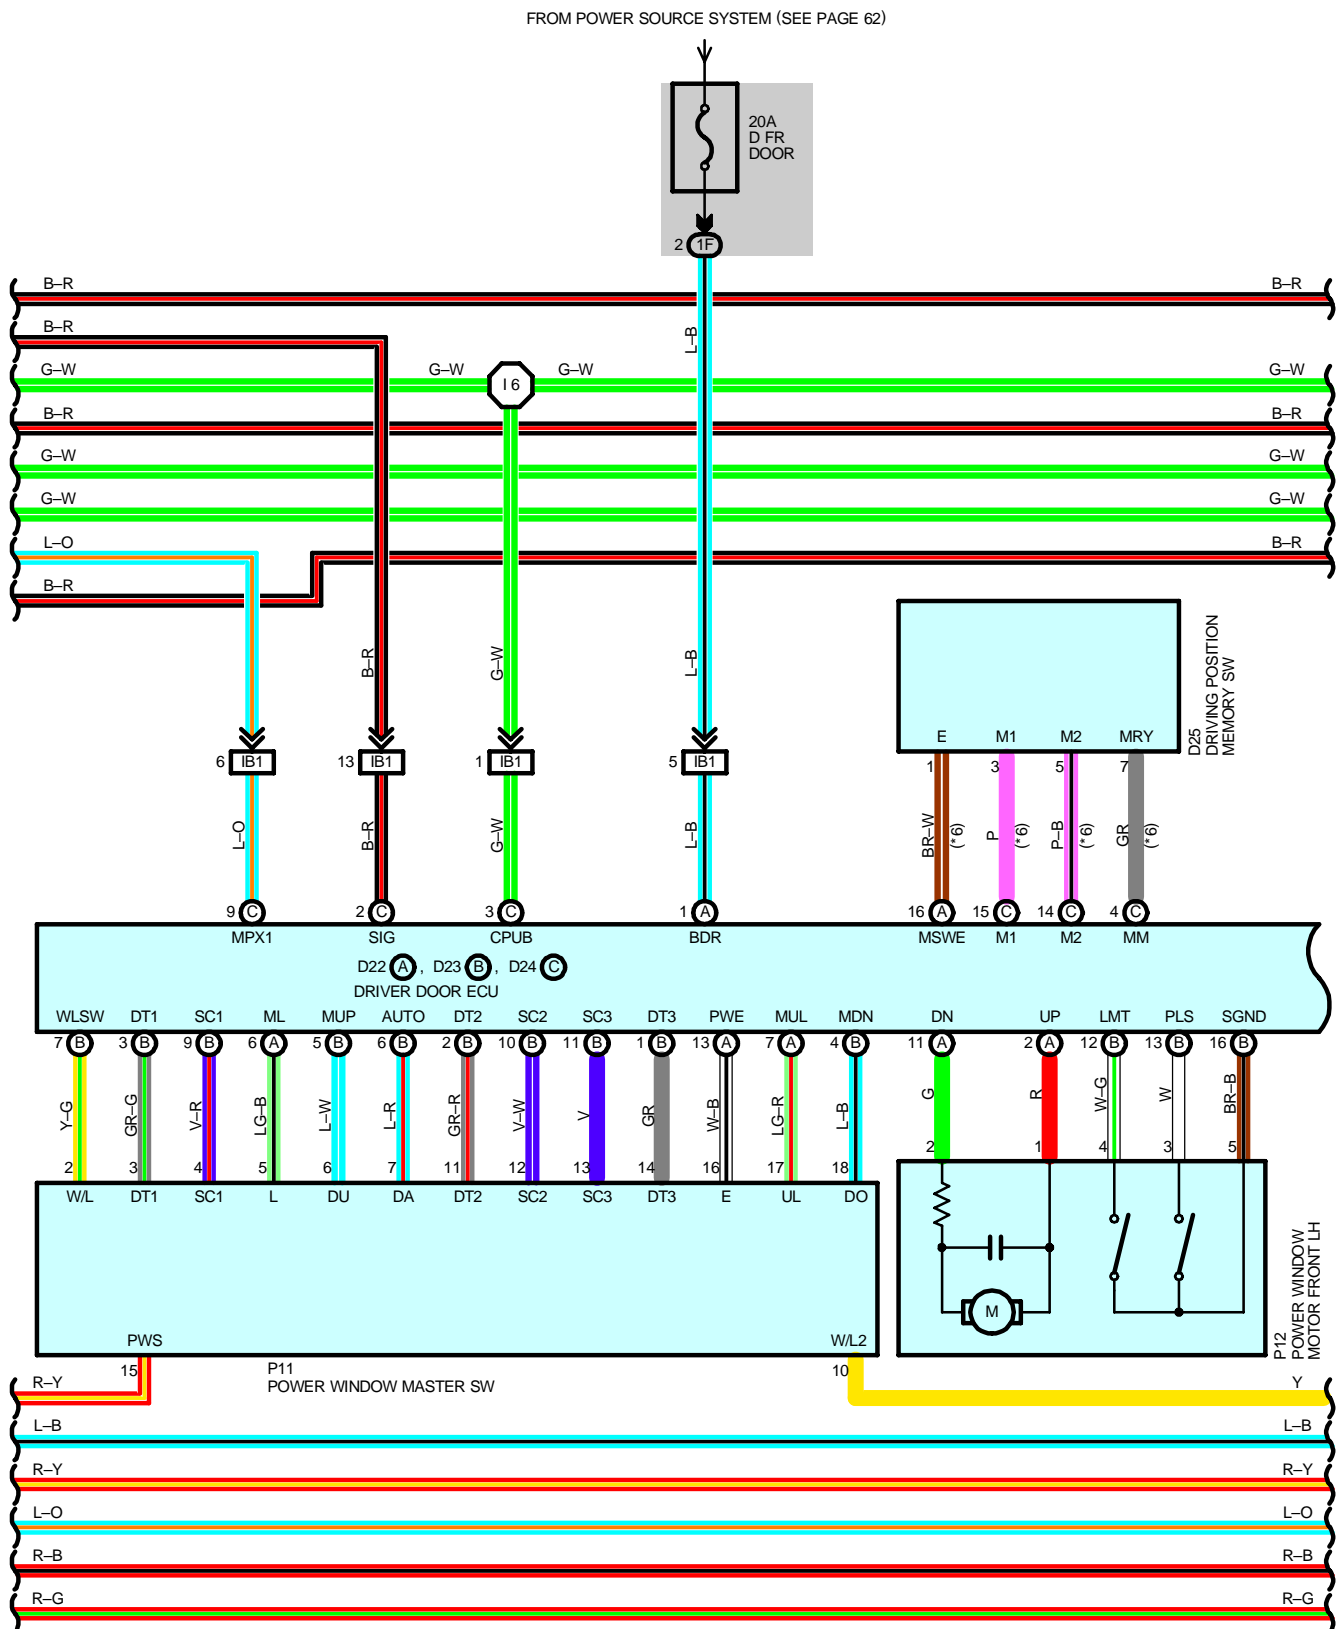 FROM POWER SOURCE SYSTEM (SEE PAGE 62)
20A
D FR
DOOR
2 1F
B–R B–R
B–R
L–B
G–W G–W I 6 G–W G–W
B–R B–R
G–W G–W
G–W G–W
L–O B–R
B–R
B–R G–W L–B
D25
DRIVING POSITION
MEMORY SW
E M1 M2 MRY
1 3 5 7
6 IB1 13 IB1 1 IB1 5 IB1
L–O B–R G–W L–B BR–W (*6) P (*6) P–B (*6) GR (*6)
9 C 2 C 3 C 1 A 16 A 15 C 14 C 4 C
MPX1 SIG CPUB BDR MSWE M1 M2 MM
D22 A , D23 B , D24 C
DRIVER DOOR ECU
WLSW DT1 SC1 ML MUP AUTO DT2 SC2 SC3 DT3 PWE MUL MDN DN UP LMT PLS SGND
7 B 3 B 9 B 6 A 5 B 6 B 2 B 10 B 11 B 1 B 13 A 7 A 4 B 11 A 2 A 12 B 13 B 16 B
Y–G GR–G V–R LG–B L–W L–R GR–R V–W V GR W–B LG–R L–B G R W–G W BR–B
2 1 4 3 5
2 3 4 5 6 7 11 12 13 14 16 17 18
W/L DT1 SC1 L DU DA DT2 SC2 SC3 DT3 E UL DO
M
P12
POWER WINDOW
MOTOR FRONT LH
PWS W/L2
15 10
P11
POWER WINDOW MASTER SW
R–Y Y
L–B L–B
R–Y R–Y
L–O L–O
R–B R–B
R–G R–G